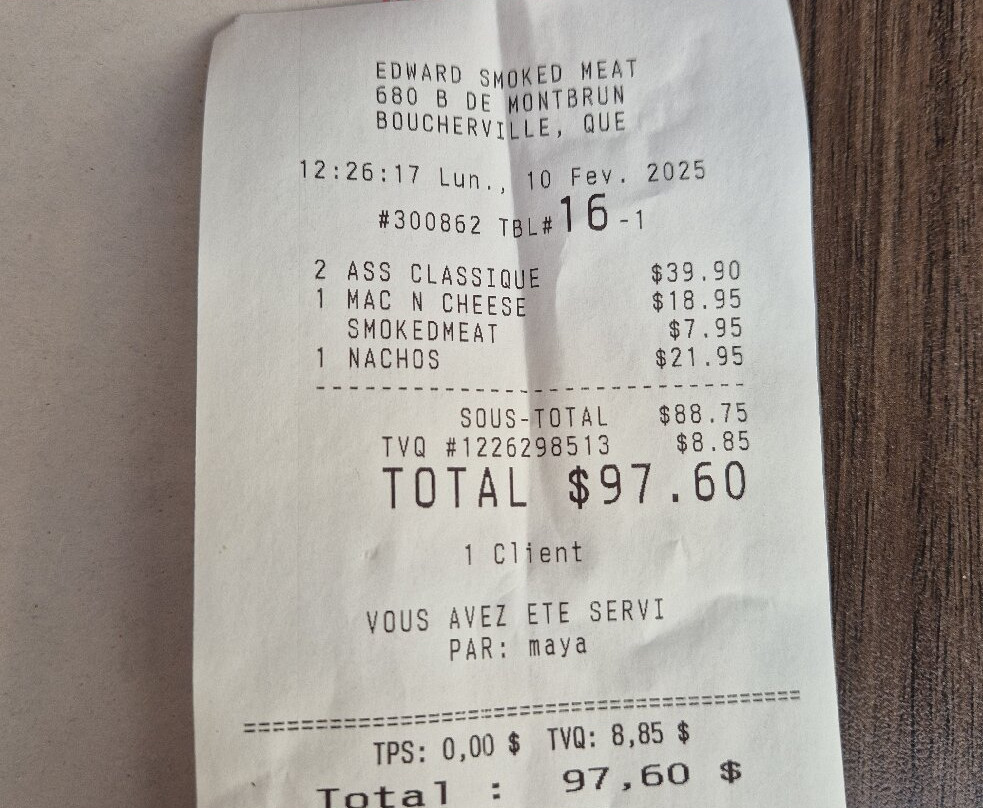 EDWARD SMOKED MEAT
680 B DE MONTBRUN
BOUCHERVILLE, QUE
12:26:17 Lun., 10 Fev. 2025
#300862 TBL#16-1
2 ASS CLASSIQUE $39.90
1 MAC N CHEESE $18.95
SMOKEDMEAT $7.95
1 NACHOS $21.95
--------------------------------------
SOUS-TOTAL $88.75
TVQ #1226298513 $8.85
TOTAL $97.60
1 Client
VOUS AVEZ ETE SERVI
PAR: maya
==========================================
TPS: 0,00 $ TVQ: 8,85 $
Total : 97,60 $